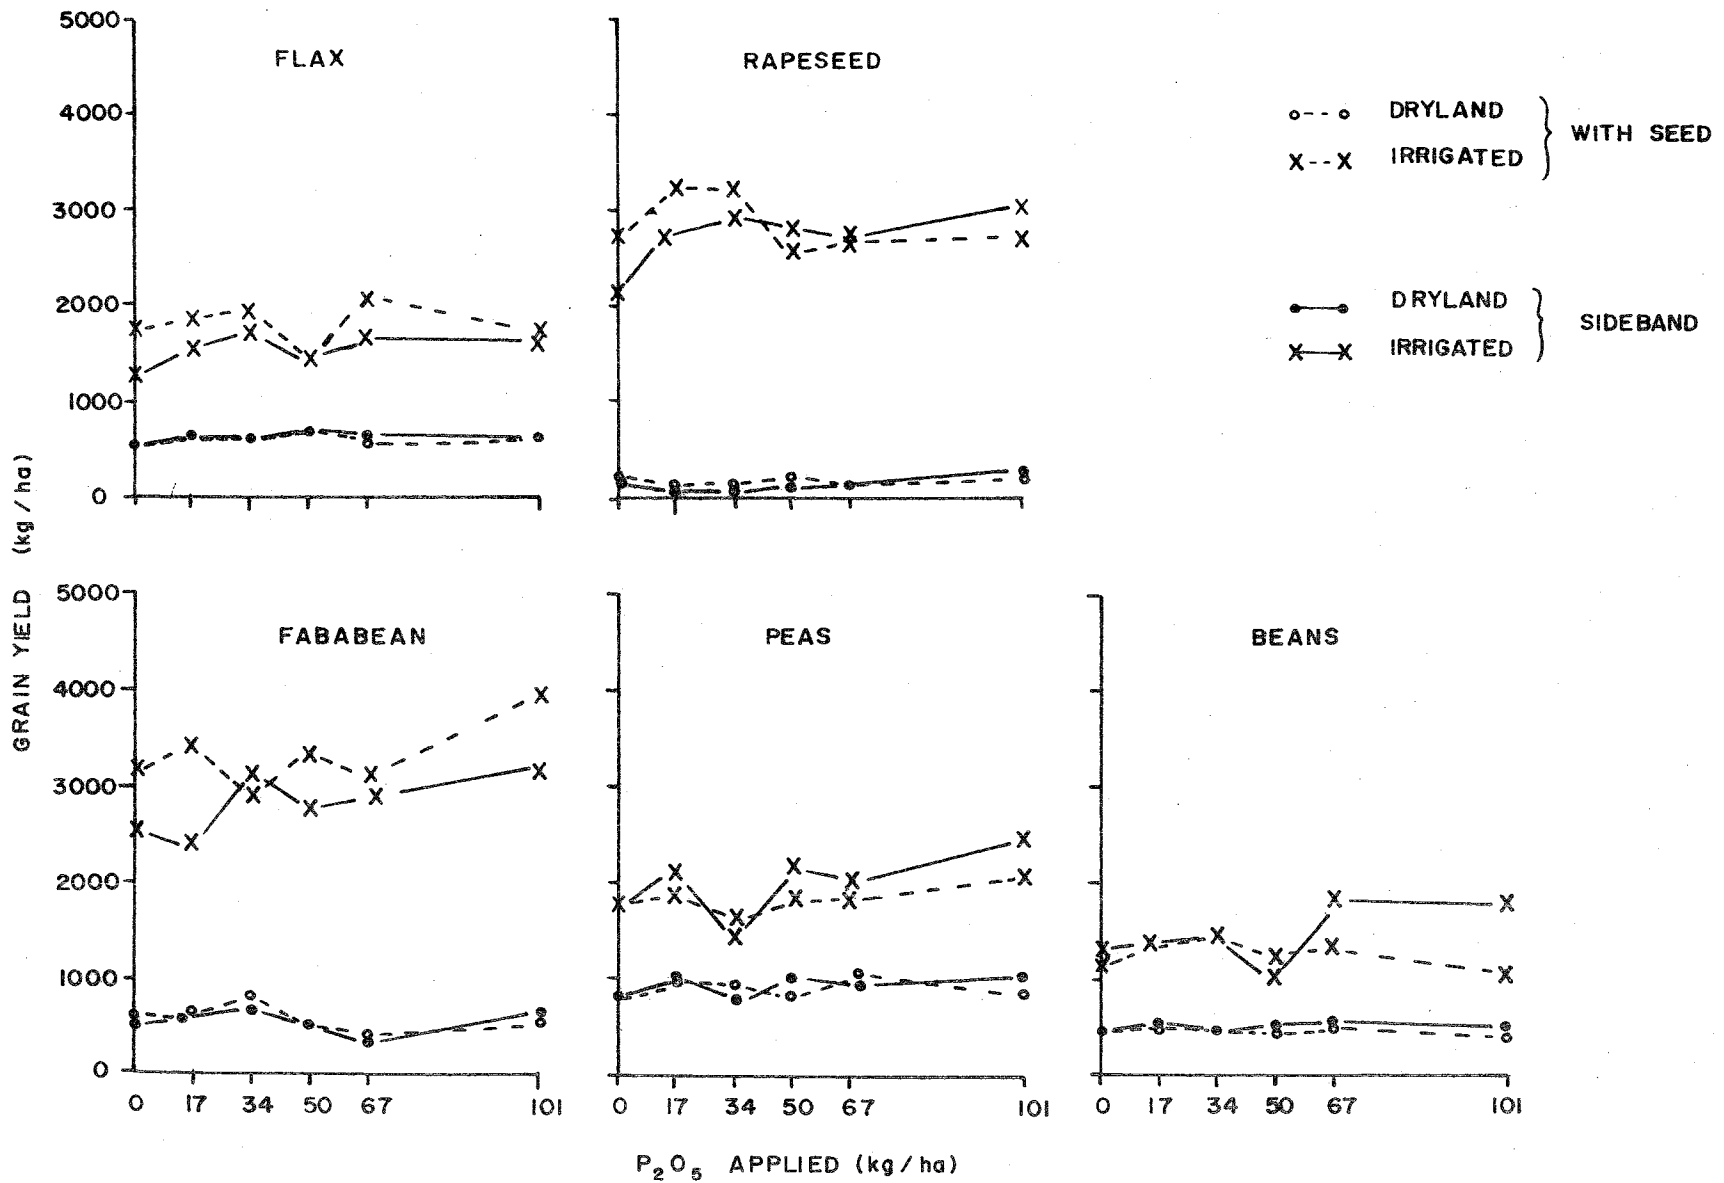 5000
4000
3000
2000
1000
0
FLAX
RAPESEED
DRYLAND
IRRIGATED
WITH SEED
DRYLAND
IRRIGATED
SIDEBAND
GRAIN YIELD (kg/ha)
5000
4000
3000
2000
1000
0
FABABEAN
PEAS
BEANS
0 17 34 50 67 101
0 17 34 50 67 101
0 17 34 50 67 101
P₂O₅ APPLIED (kg/ha)